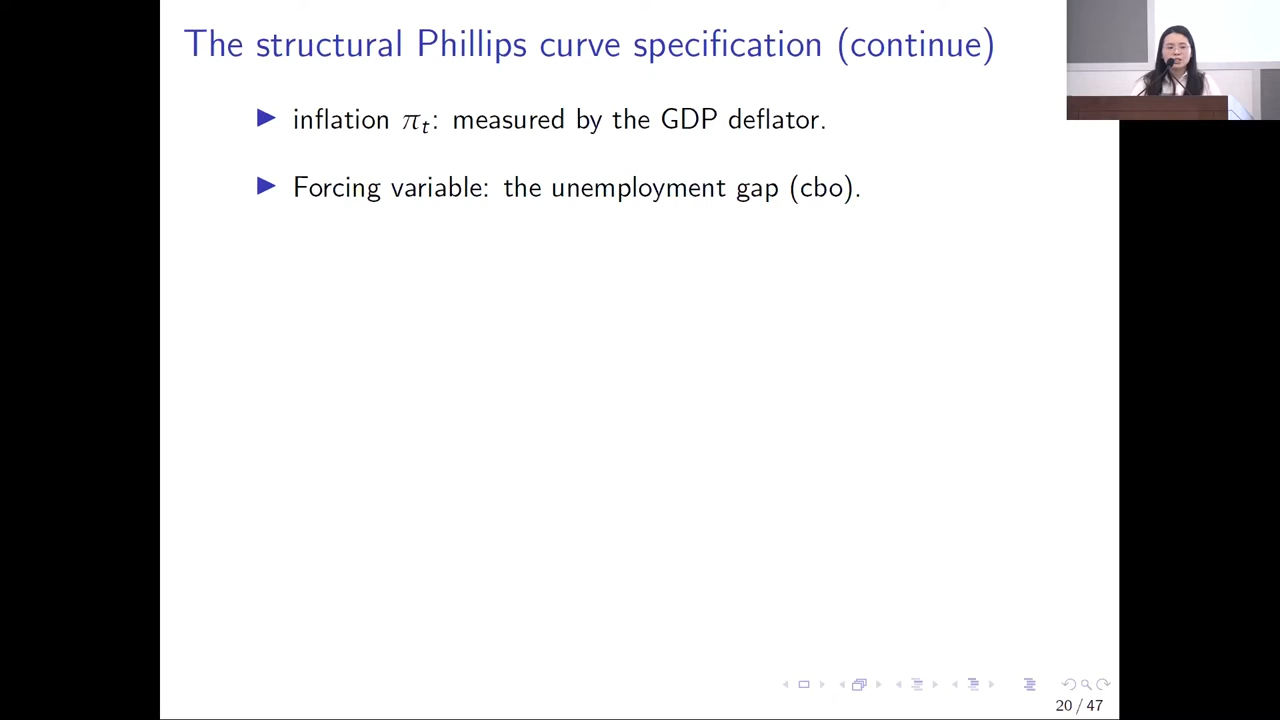 The structural Phillips curve specification (continue)
▶ inflation πt: measured by the GDP deflator.
▶ Forcing variable: the unemployment gap (cbo).
20 / 47